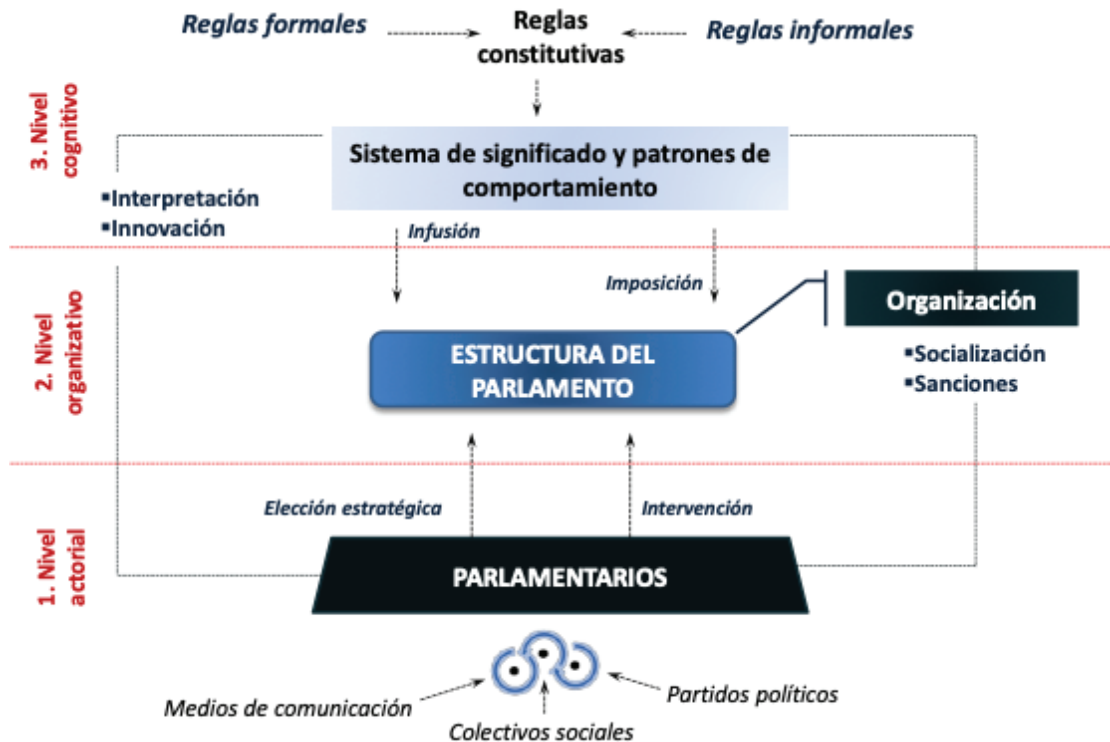 Reglas formales
Reglas
constitutivas
Reglas informales
3. Nivel
cognitivo
Sistema de significado y patrones de
comportamiento
▪Interpretación
▪Innovación
Infusión
Imposición
2. Nivel
organizativo
ESTRUCTURA DEL
PARLAMENTO
Organización
▪Socialización
▪Sanciones
1. Nivel
actorial
Elección estratégica
Intervención
PARLAMENTARIOS
Medios de comunicación
Colectivos sociales
Partidos políticos